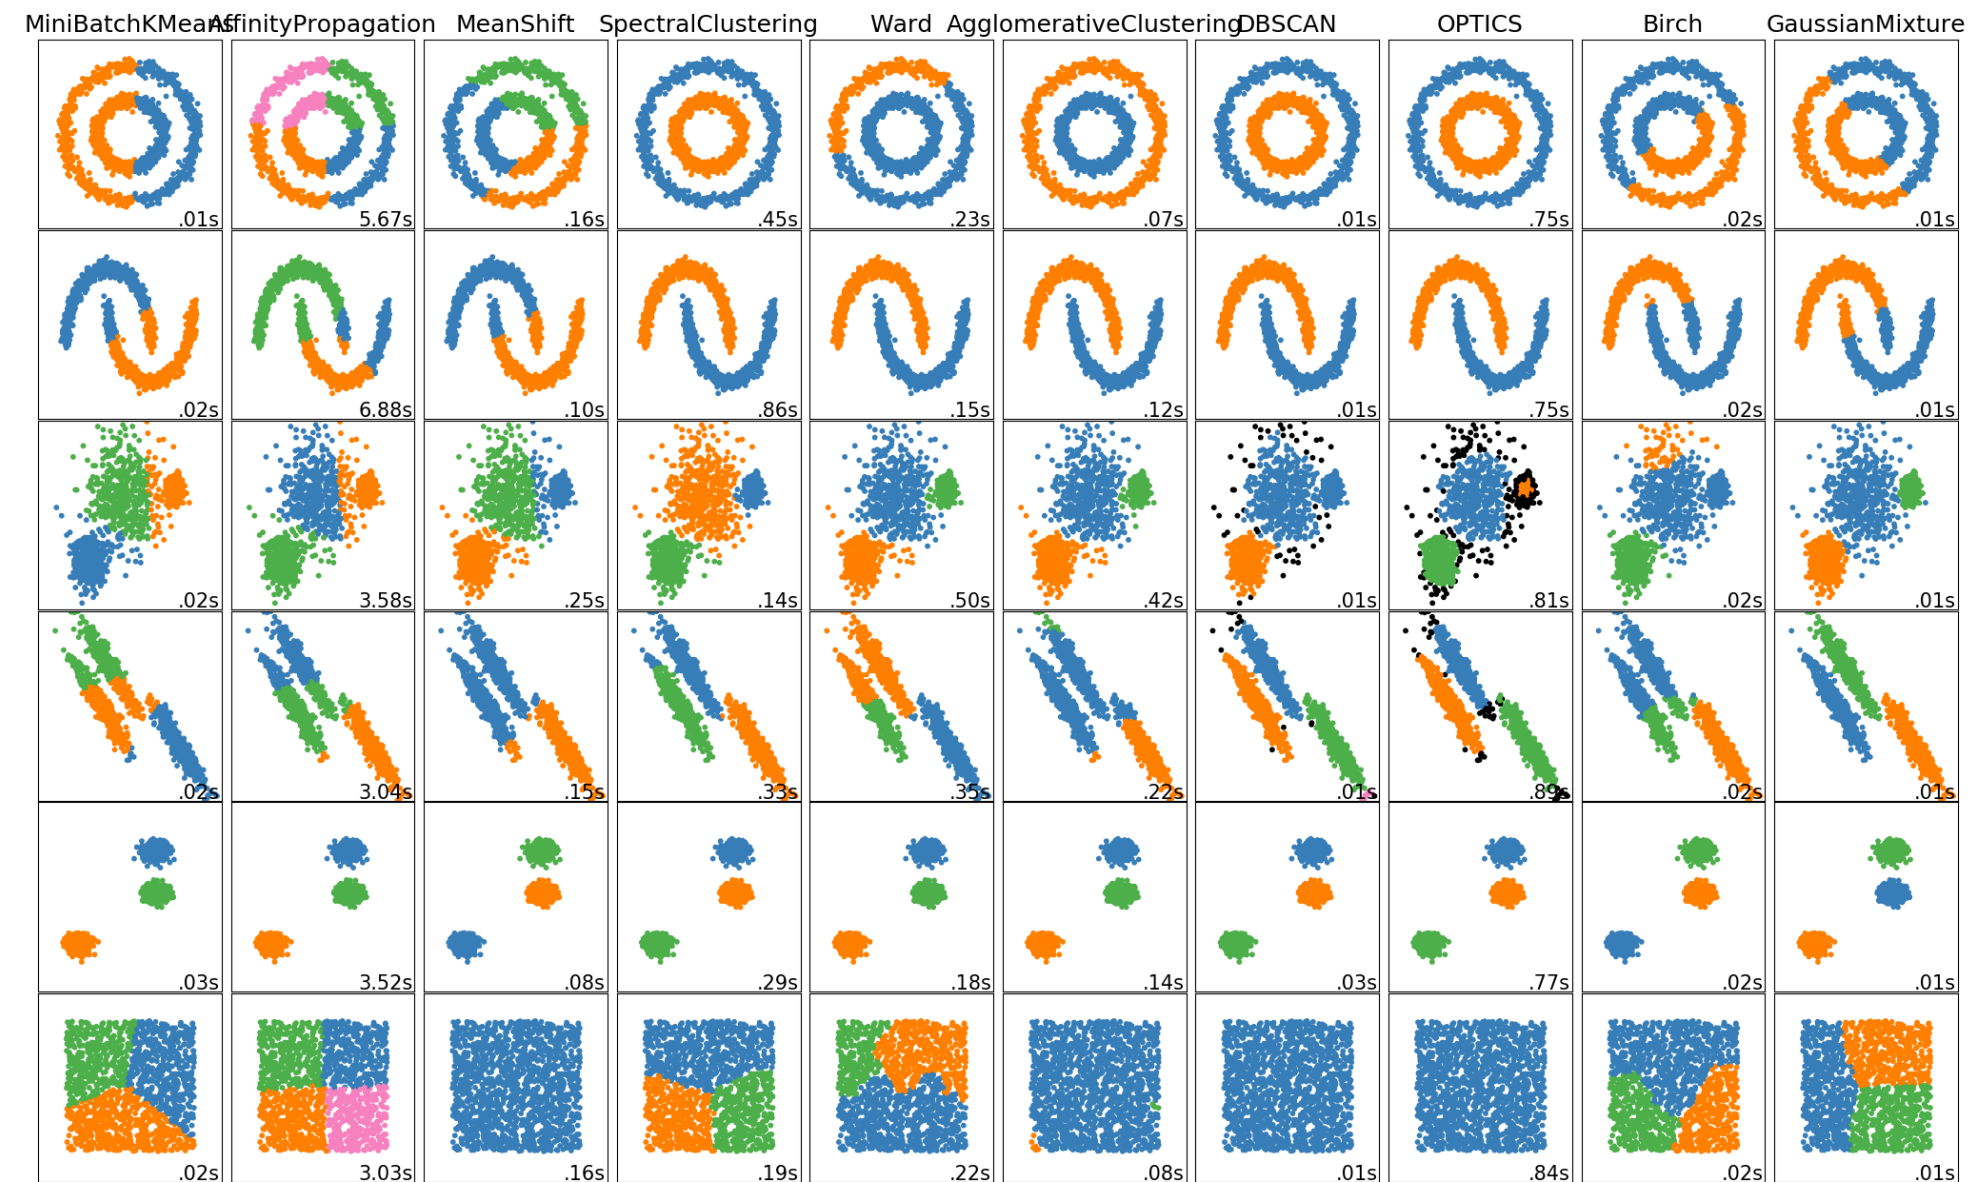 MiniBatchKMeans AffinityPropagation MeanShift SpectralClustering Ward AgglomerativeClustering DBSCAN OPTICS Birch GaussianMixture
.01s 5.67s .16s .45s .23s .07s .01s .75s .02s .01s
.02s 6.88s .10s .86s .15s .12s .01s .75s .02s .01s
.02s 3.58s .25s .14s .50s .42s .01s .81s .02s .01s
.02s 3.04s .15s .33s .35s .22s .01s .89s .02s .01s
.03s 3.52s .08s .29s .18s .14s .03s .77s .02s .01s
.02s 3.03s .16s .19s .22s .08s .01s .84s .02s .01s